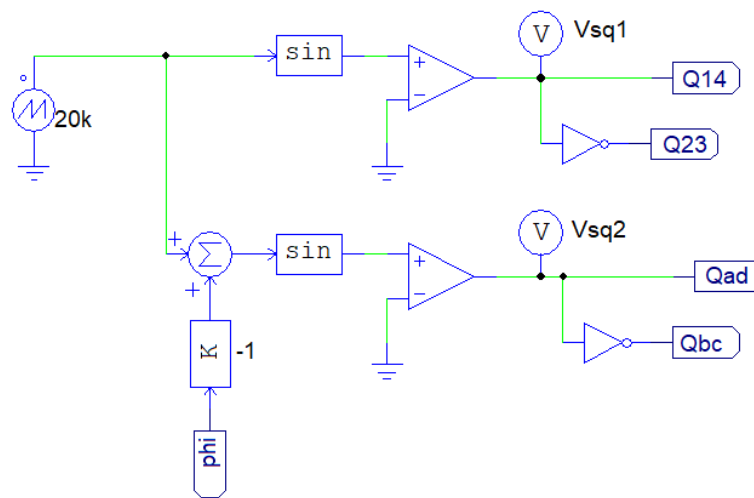 Vsq1
sin
V
+
Q14
20k
−
Q23
Vsq2
+
sin
V
+
Σ
Qad
+
−
K
-1
Qbc
phi